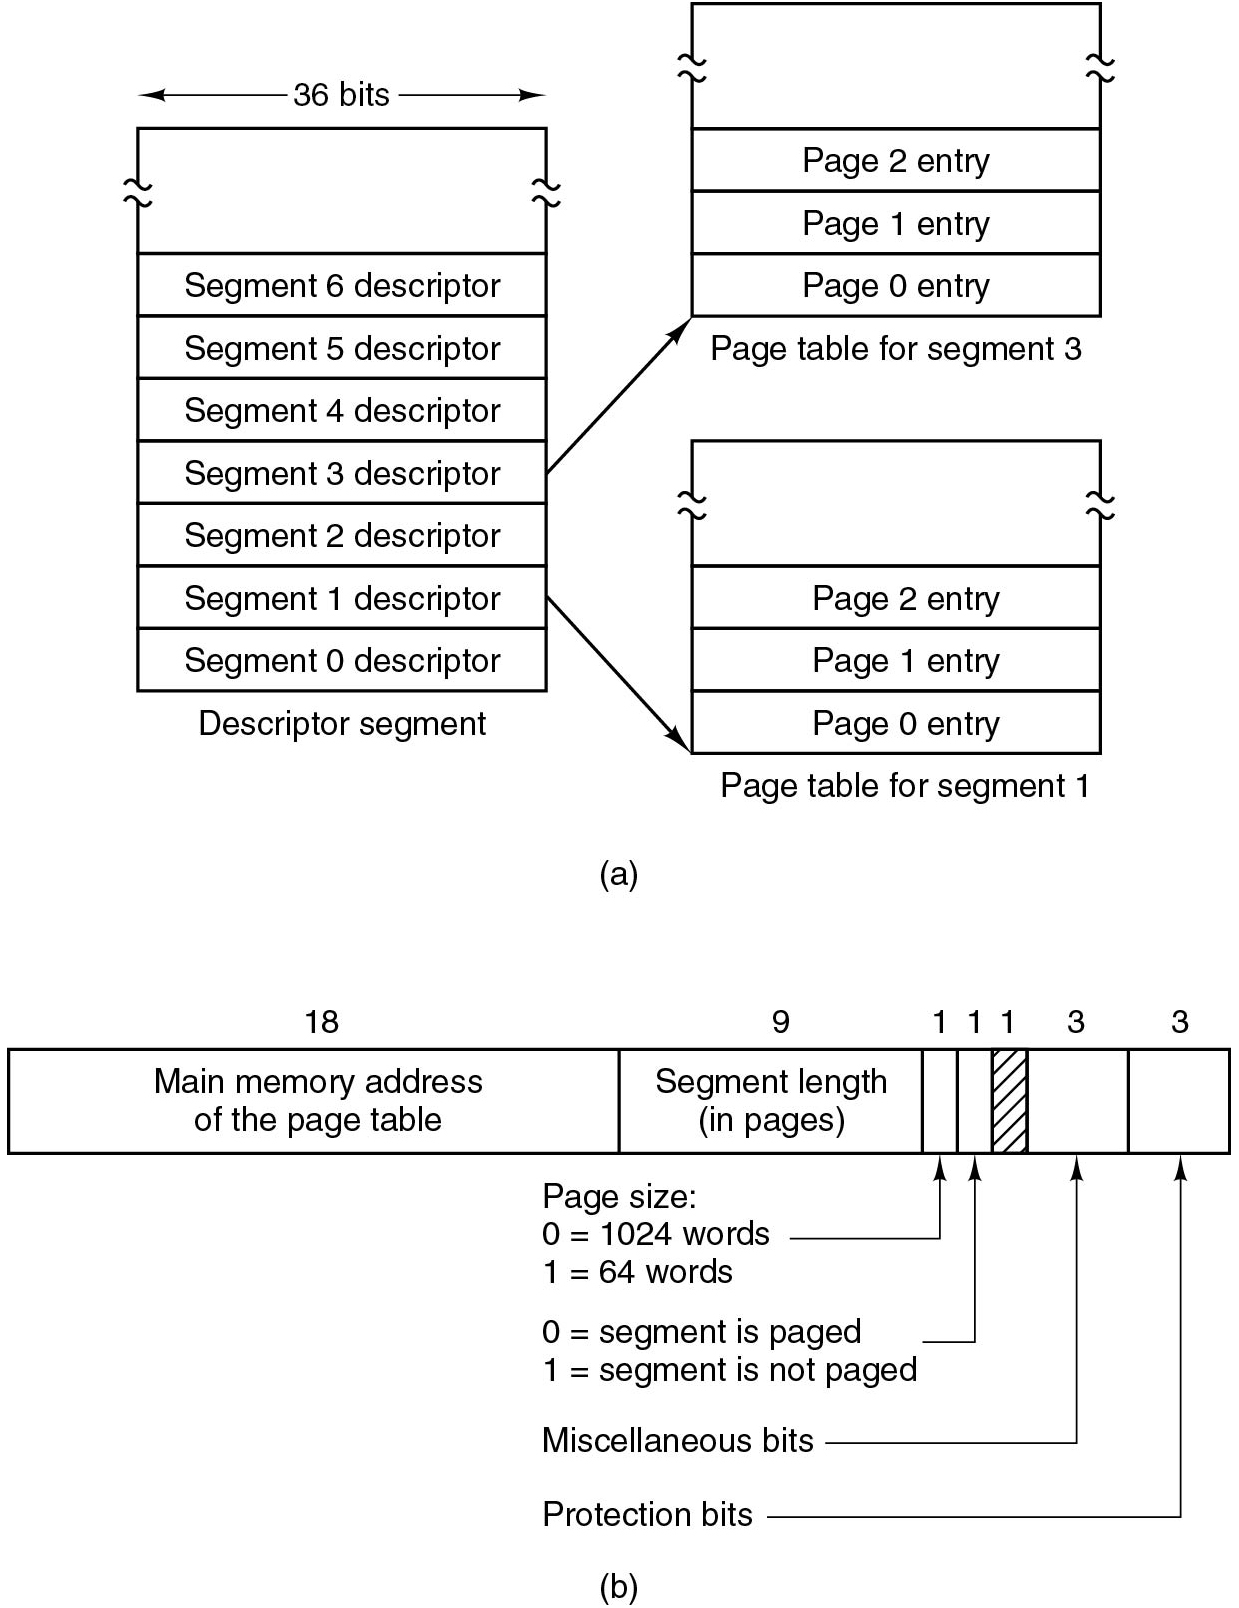 36 bits
Segment 6 descriptor
Segment 5 descriptor
Segment 4 descriptor
Segment 3 descriptor
Segment 2 descriptor
Segment 1 descriptor
Segment 0 descriptor
Descriptor segment
Page 2 entry
Page 1 entry
Page 0 entry
Page table for segment 3
Page 2 entry
Page 1 entry
Page 0 entry
Page table for segment 1
(a)
18 9 1 1 1 3 3
Main memory address
of the page table
Segment length
(in pages)
Page size:
0 = 1024 words
1 = 64 words
0 = segment is paged
1 = segment is not paged
Miscellaneous bits
Protection bits
(b)